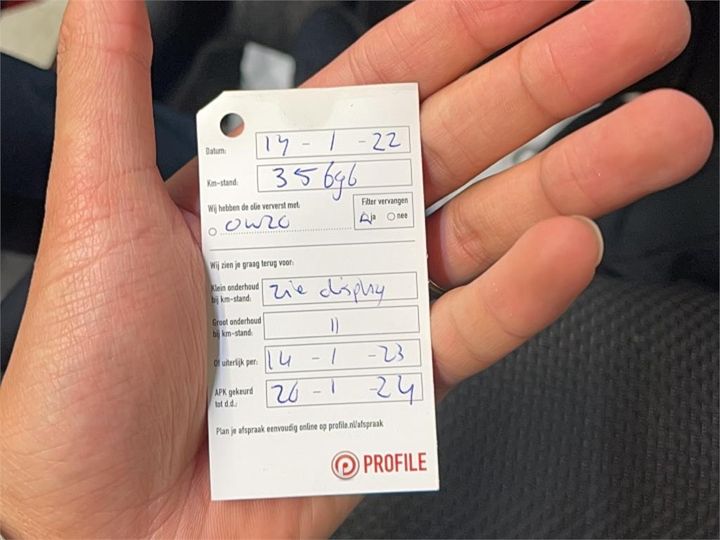 Datum: 14 - 1 - 22
Km-stand: 35696
Wij hebben de olie ververst met: Filter vervangen
0W20 ja nee
Wij zien je graag terug voor:
Klein onderhoud bij km-stand: zie display
Groot onderhoud bij km-stand: 11
Of uiterlijk per: 14 - 1 - 23
APK gekeurd tot d.d.: 20 - 1 - 24
Plan je afspraak eenvoudig online op profile.nl/afspraak
PROFILE